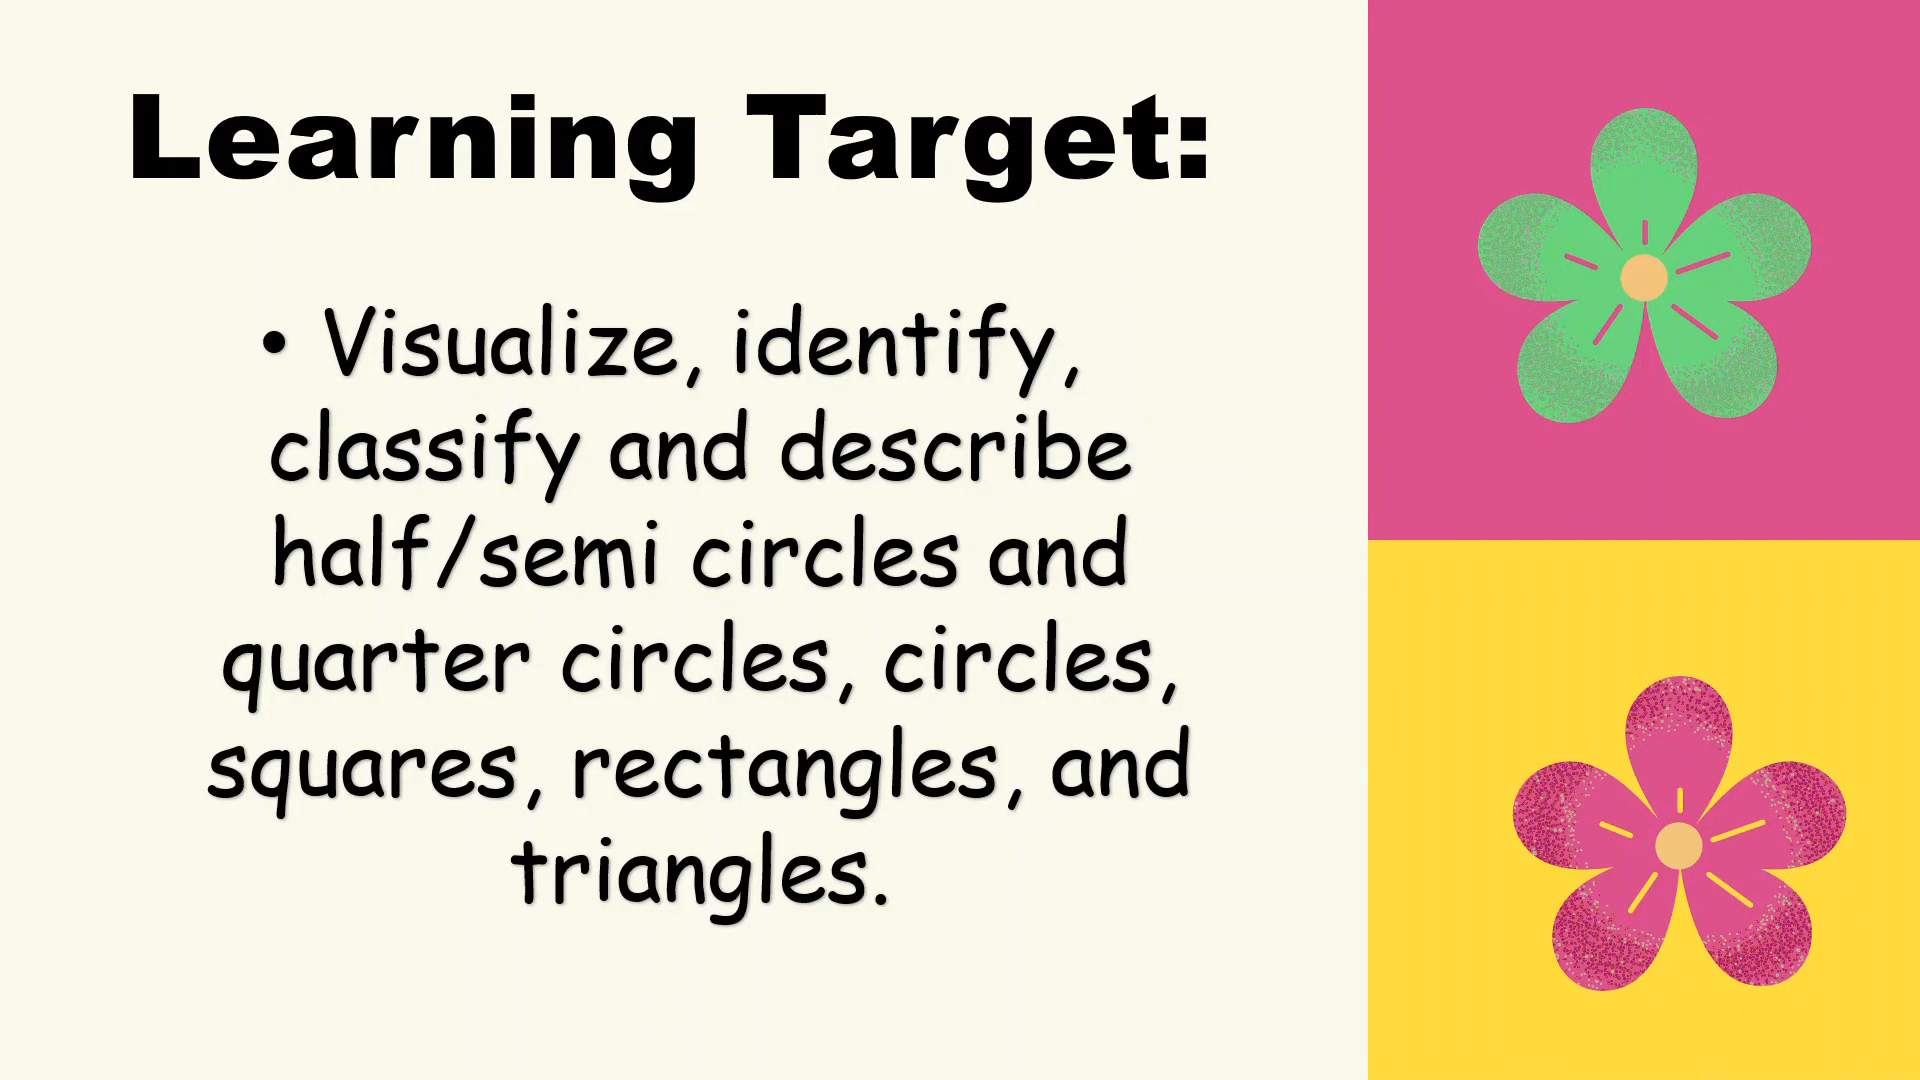 Learning Target:
• Visualize, identify,
classify and describe
half/semi circles and
quarter circles, circles,
squares, rectangles, and
triangles.